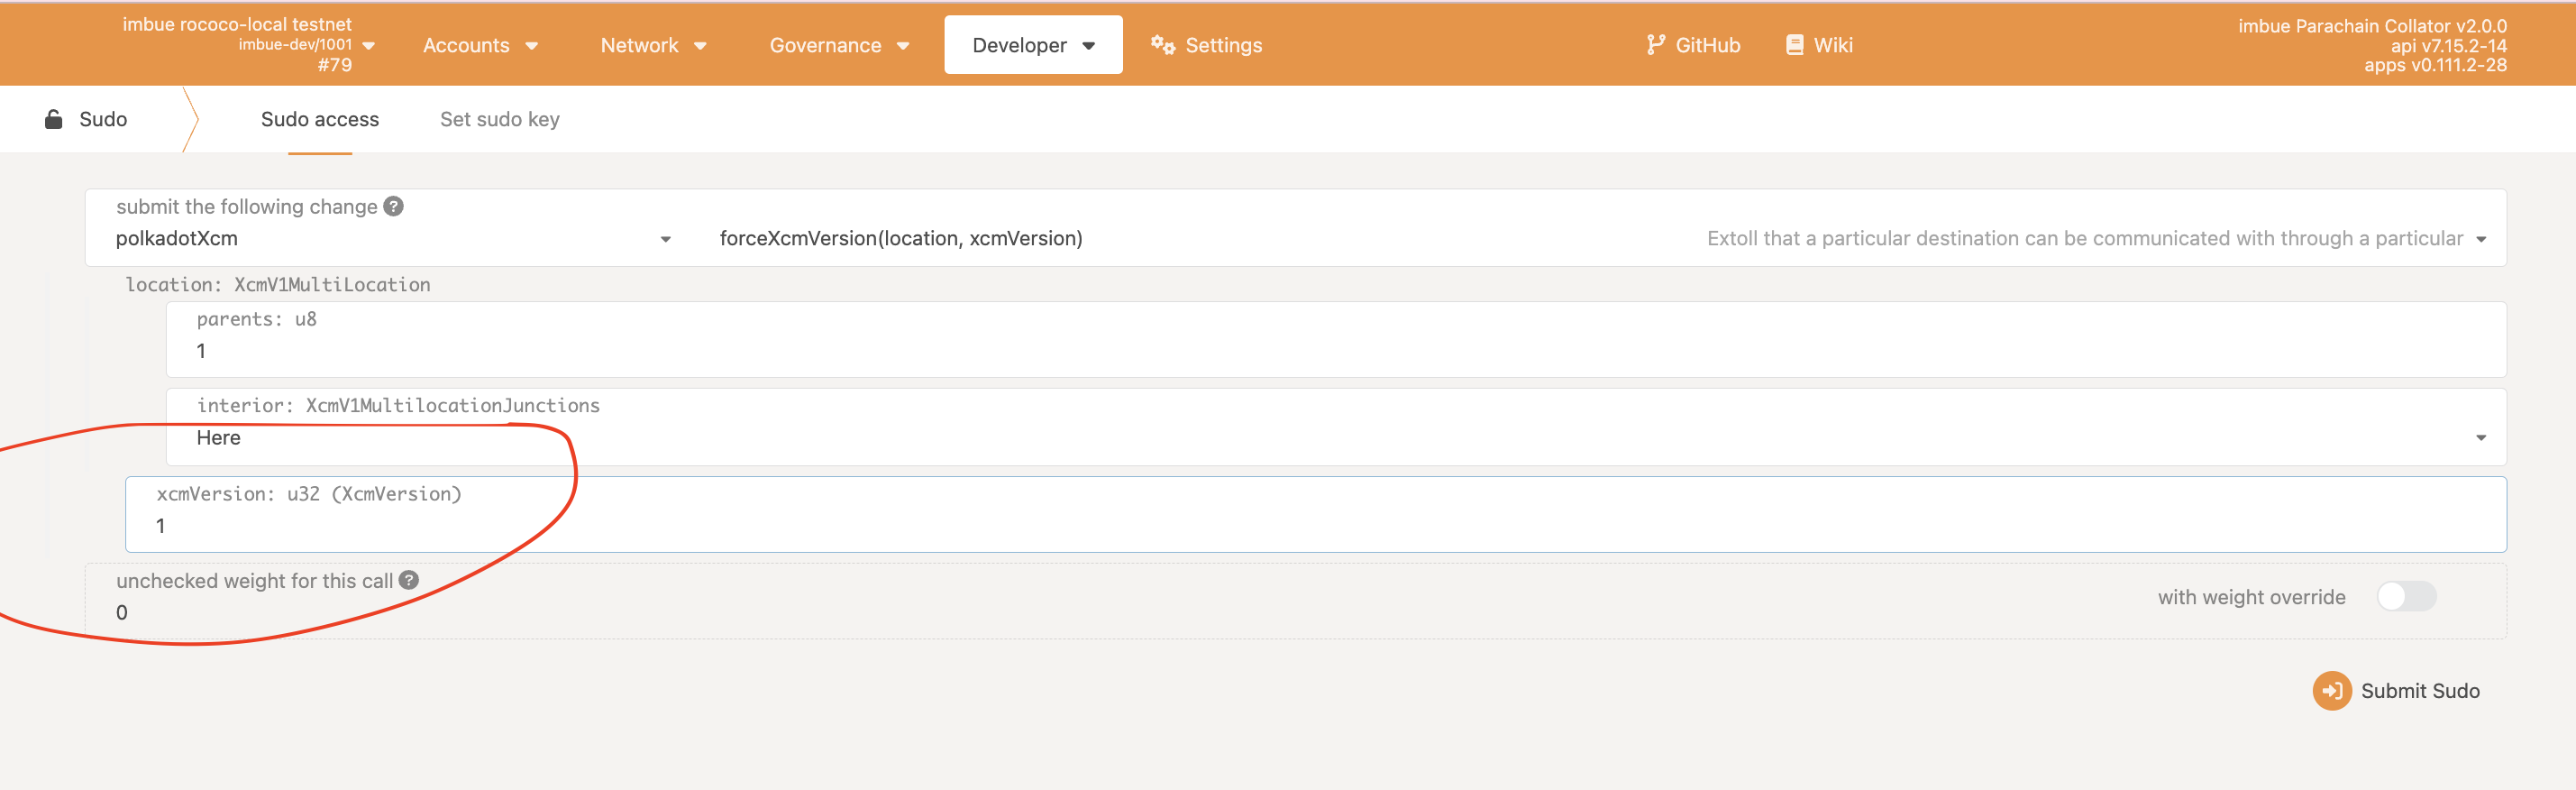 imbue rococo-local testnet
imbue-dev/1001
#79
Accounts
Network
Governance
Developer
Settings
GitHub
Wiki
imbue Parachain Collator v2.0.0
api v7.15.2-14
apps v0.111.2-28
Sudo
Sudo access
Set sudo key
submit the following change ?
polkadotXcm
forceXcmVersion(location, xcmVersion)
Extoll that a particular destination can be communicated with through a particular
location: XcmV1MultiLocation
parents: u8
1
interior: XcmV1MultilocationJunctions
Here
xcmVersion: u32 (XcmVersion)
1
unchecked weight for this call ?
0
with weight override
Submit Sudo